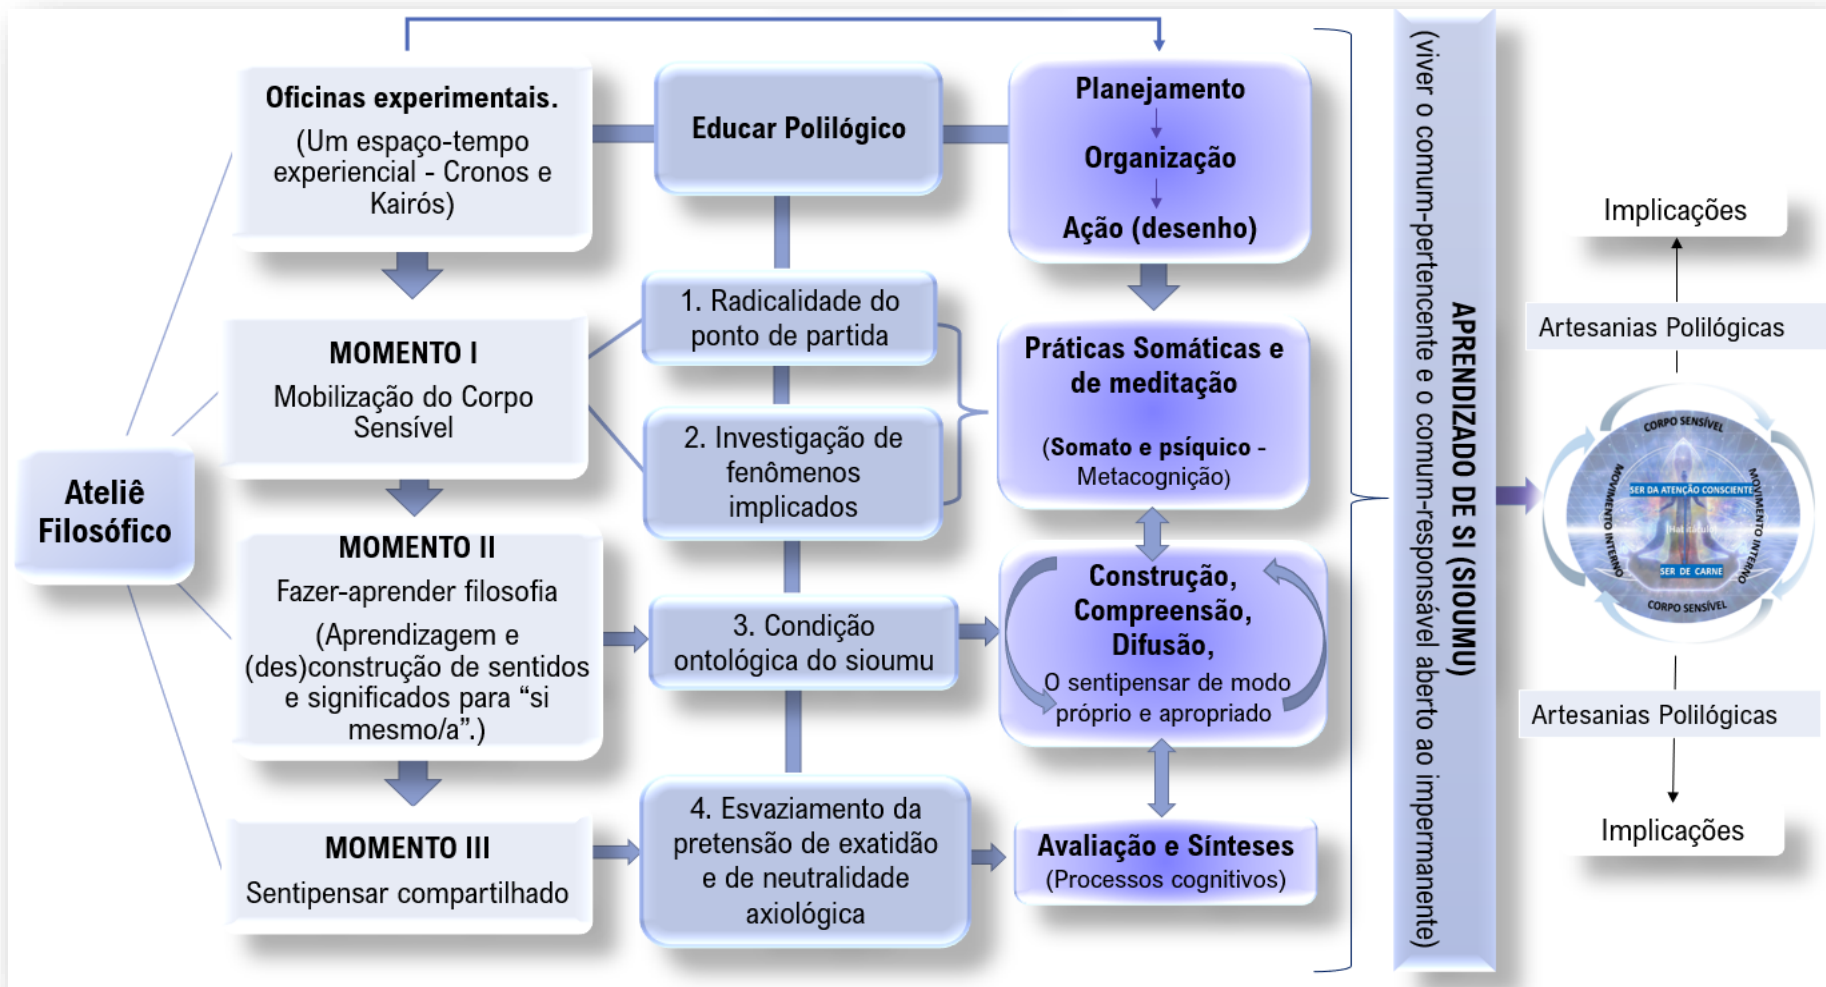 Ateliê
Filosófico
Oficinas experimentais.
(Um espaço-tempo
experiencial - Cronos e
Kairós)
MOMENTO I
Mobilização do Corpo
Sensível
MOMENTO II
Fazer-aprender filosofia
(Aprendizagem e
(des)construção de sentidos
e significados para “si
mesmo/a”.)
MOMENTO III
Sentipensar compartilhado
Educar Polilógico
1. Radicalidade do
ponto de partida
2. Investigação de
fenômenos
implicados
3. Condição
ontológica do sioumu
4. Esvaziamento da
pretensão de exatidão
e de neutralidade
axiológica
Planejamento
Organização
Ação (desenho)
Práticas Somáticas e
de meditação
(Somato e psíquico -
Metacognição)
Construção,
Compreensão,
Difusão,
O sentipensar de modo
próprio e apropriado
Avaliação e Sínteses
(Processos cognitivos)
APRENDIZADO DE SI (SIOUMU)
(viver o comum-pertencente e o comum-responsável aberto ao impermanente)
Implicações
Artesanias Polilógicas
CORPO SENSÍVEL
MOVIMENTO INTERNO
SER DA ATENÇÃO CONSCIENTE
MOVIMENTO INTERNO
SER DE CARNE
CORPO SENSÍVEL
Artesanias Polilógicas
Implicações